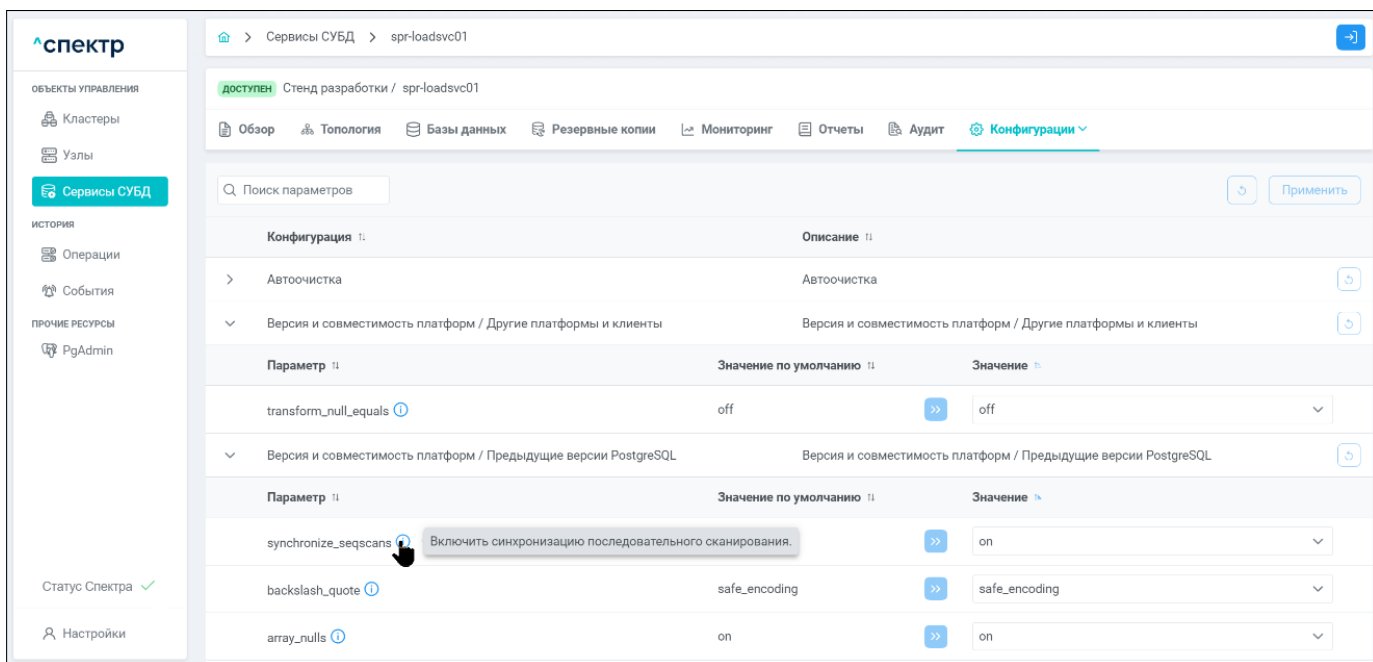 ^спектр
ОБЪЕКТЫ УПРАВЛЕНИЯ
Кластеры
Узлы
Сервисы СУБД
ИСТОРИЯ
Операции
События
ПРОЧИЕ РЕСУРСЫ
PgAdmin
Статус Спектра
Настройки
> Сервисы СУБД > spr-loadsvc01
ДОСТУПЕН Стенд разработки / spr-loadsvc01
Обзор Топология Базы данных Резервные копии Мониторинг Отчеты Аудит Конфигурации
Поиск параметров Применить
Конфигурация Описание
Автоочистка Автоочистка
Версия и совместимость платформ / Другие платформы и клиенты Версия и совместимость платформ / Другие платформы и клиенты
Параметр Значение по умолчанию Значение
transform_null_equals off off
Версия и совместимость платформ / Предыдущие версии PostgreSQL Версия и совместимость платформ / Предыдущие версии PostgreSQL
Параметр Значение по умолчанию Значение
synchronize_seqscans Включить синхронизацию последовательного сканирования. on
backslash_quote safe_encoding safe_encoding
array_nulls on on